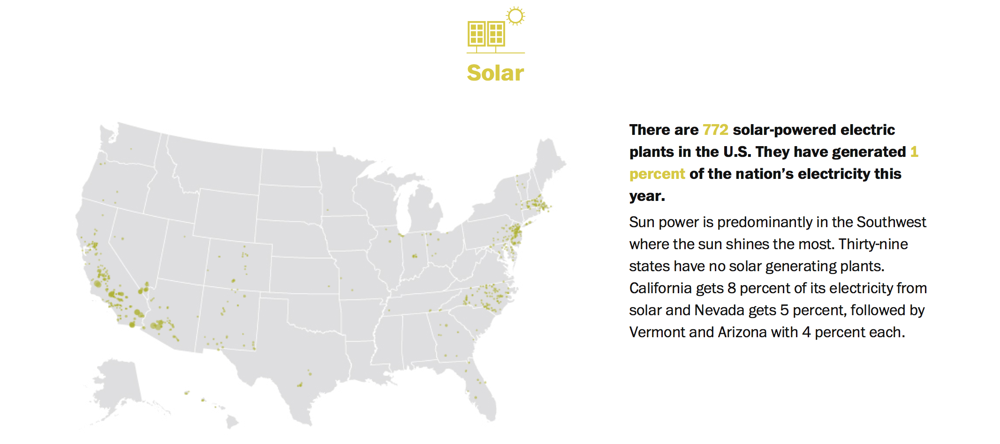 Solar
There are 772 solar-powered electric
plants in the U.S. They have generated 1
percent of the nation’s electricity this
year.
Sun power is predominantly in the Southwest
where the sun shines the most. Thirty-nine
states have no solar generating plants.
California gets 8 percent of its electricity from
solar and Nevada gets 5 percent, followed by
Vermont and Arizona with 4 percent each.